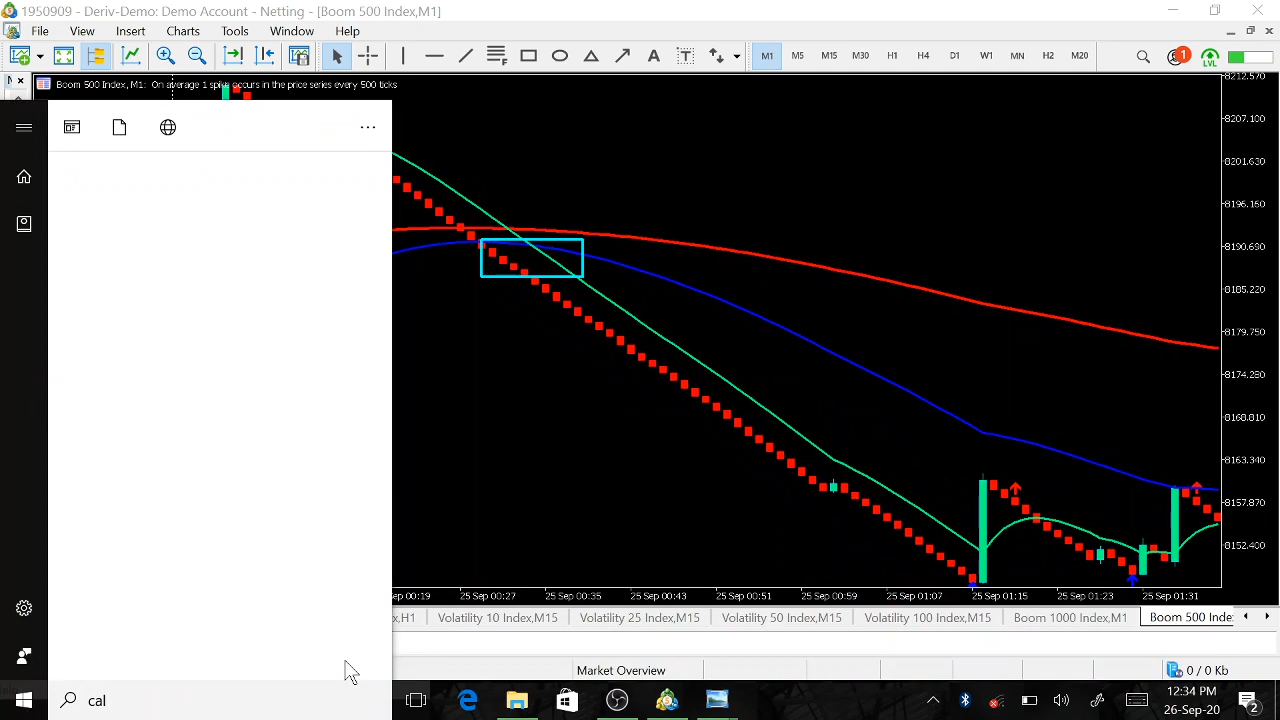 1950909 - Deriv-Demo: Demo Account - Netting - [Boom 500 Index,M1]
File View Insert Charts Tools Window Help
A T M1 M5 M15 M30 H1 H4 D1 W1 MN H2 M20 1 LVL
Boom 500 Index, M1: On average 1 spike occurs in the price series every 500 ticks
8212.570
8207.100
8201.630
8196.150
8190.690
8185.220
8179.750
8174.280
8168.810
8163.340
8157.870
8152.400
ep 00:19 25 Sep 00:27 25 Sep 00:35 25 Sep 00:43 25 Sep 00:51 25 Sep 00:59 25 Sep 01:07 25 Sep 01:15 25 Sep 01:23 25 Sep 01:31
x,H1 Volatility 10 Index,M15 Volatility 25 Index,M15 Volatility 50 Index,M15 Volatility 100 Index,M15 Boom 1000 Index,M1 Boom 500 Inde
Market Overview 0 / 0 Kb
cal 12:34 PM
26-Sep-20 2